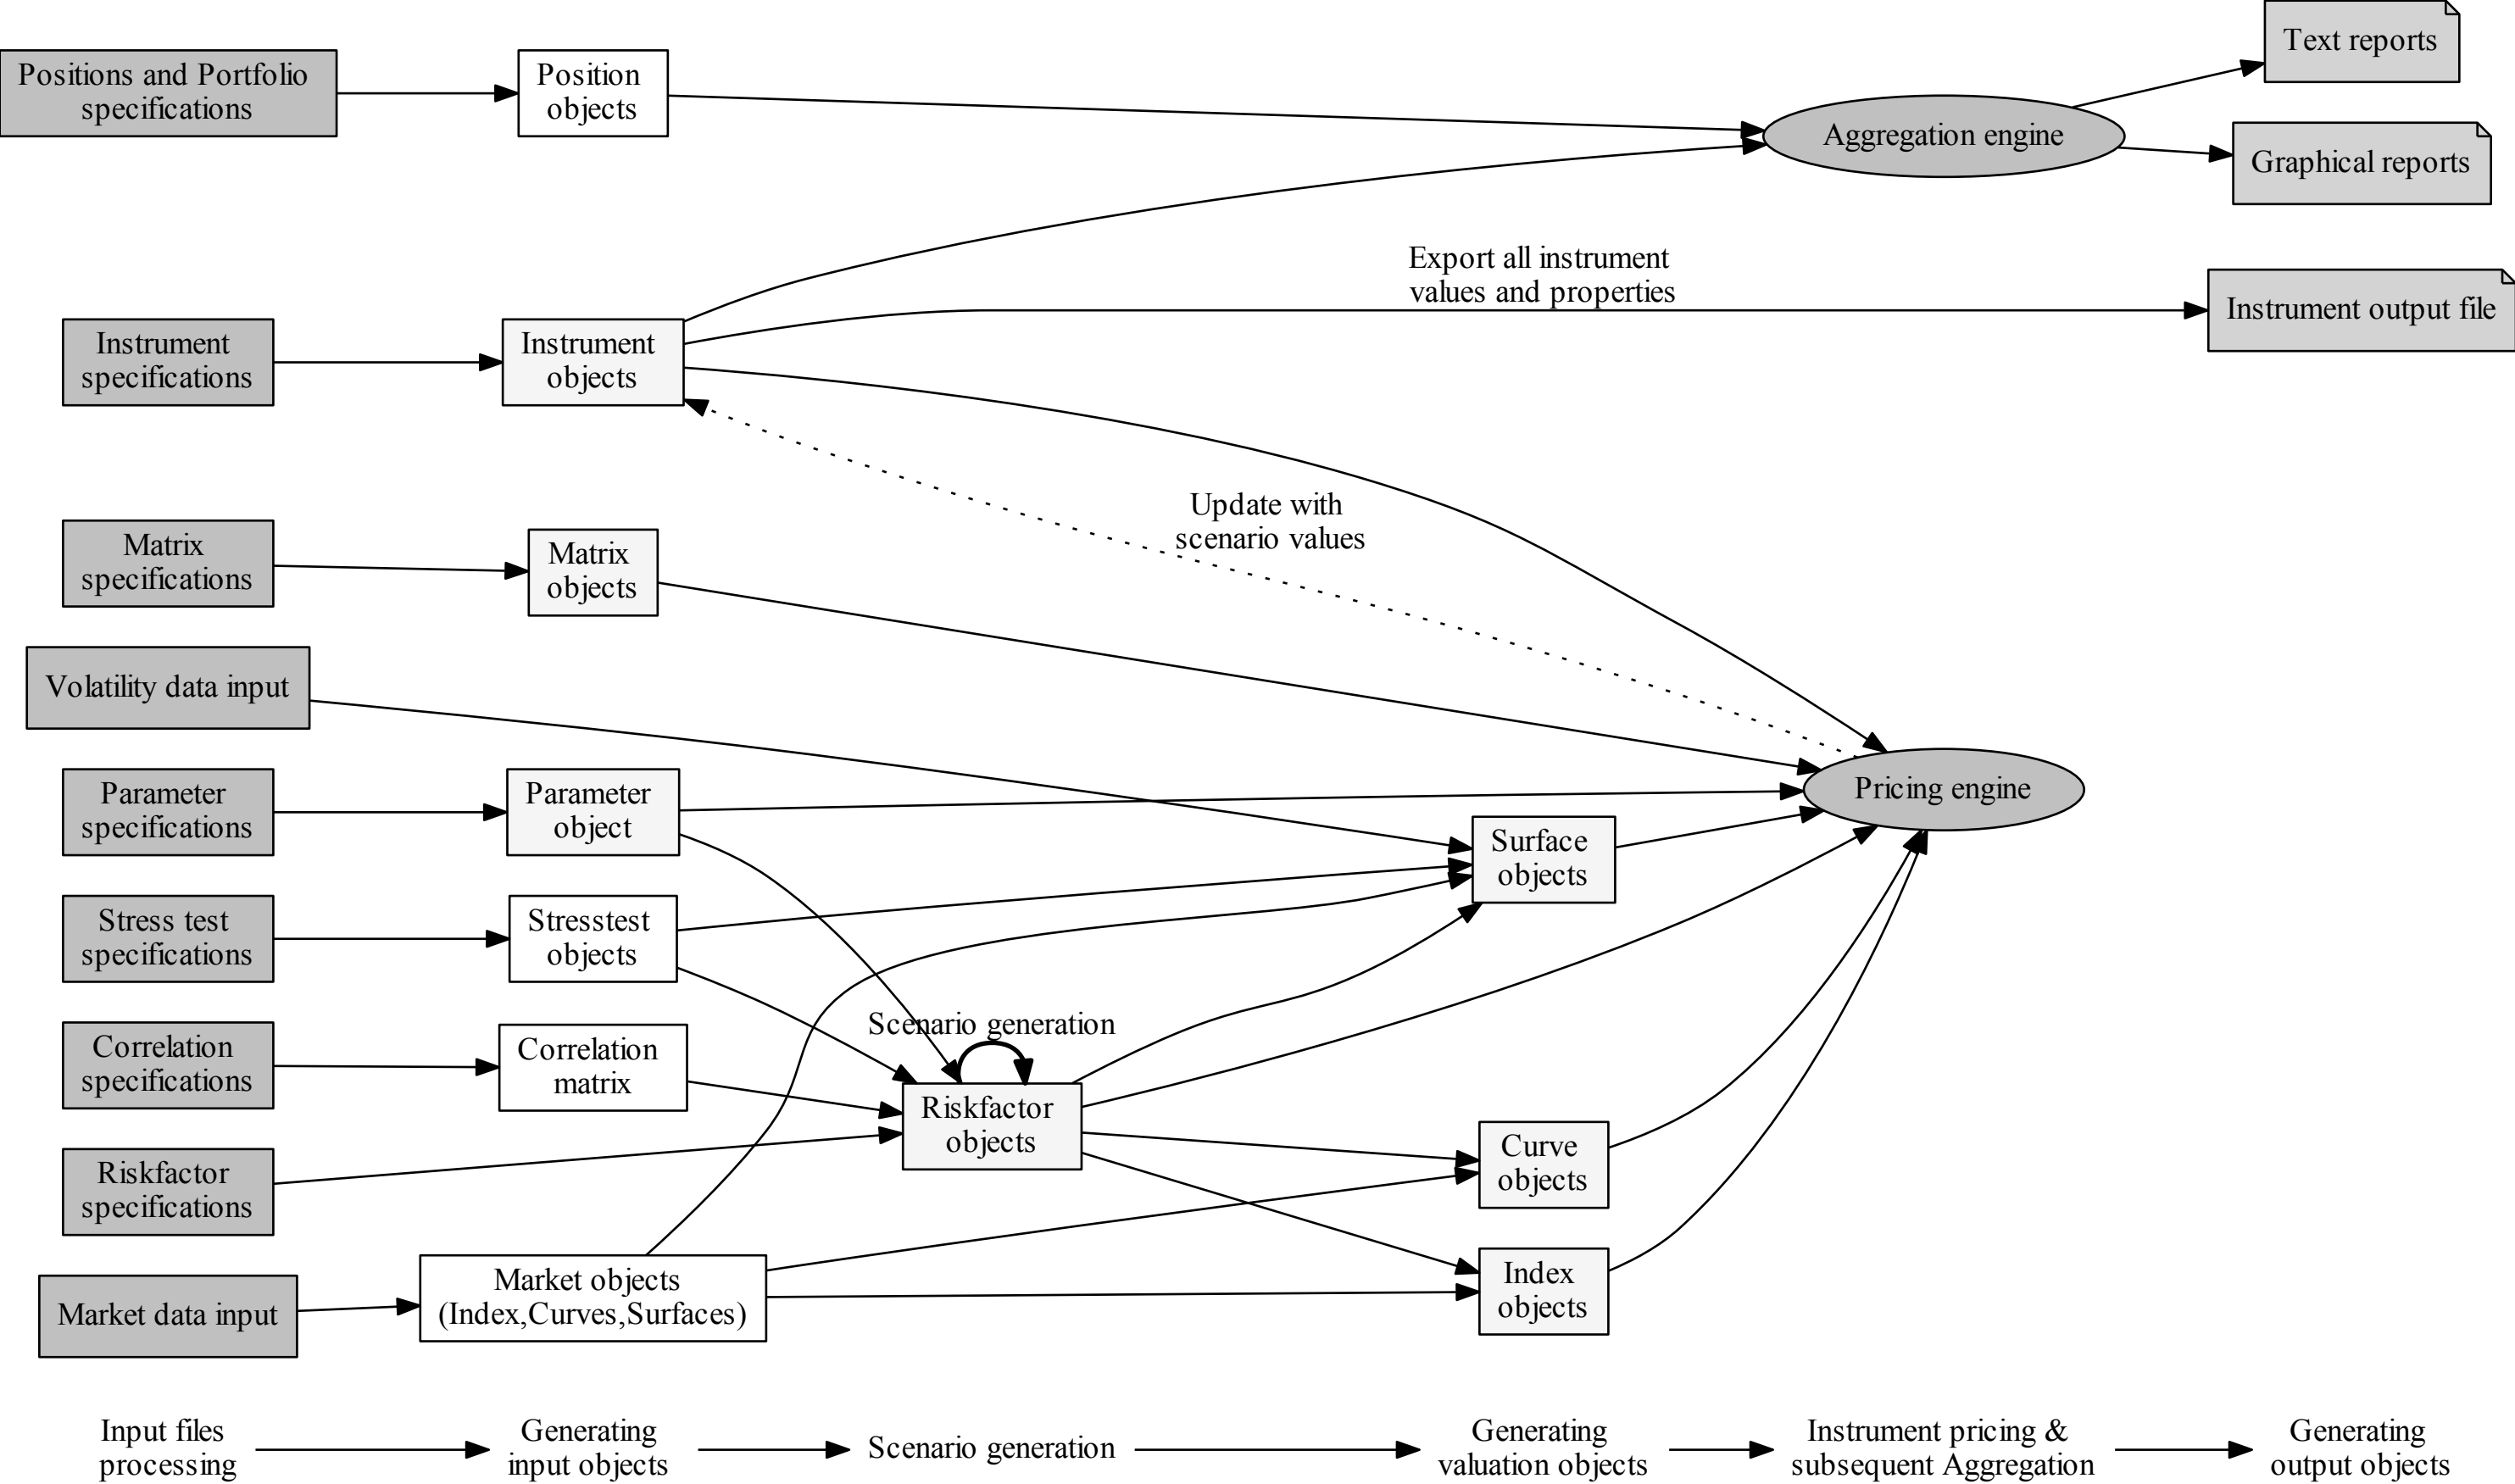 Positions and Portfolio
specifications
Position
objects
Aggregation engine
Text reports
Graphical reports
Export all instrument
values and properties
Instrument output file
Instrument
specifications
Instrument
objects
Update with
scenario values
Matrix
specifications
Matrix
objects
Volatility data input
Parameter
specifications
Parameter
object
Pricing engine
Surface
objects
Stress test
specifications
Stresstest
objects
Scenario generation
Correlation
specifications
Correlation
matrix
Riskfactor
objects
Riskfactor
specifications
Curve
objects
Market data input
Market objects
(Index,Curves,Surfaces)
Index
objects
Input files
processing
Generating
input objects
Scenario generation
Generating
valuation objects
Instrument pricing &
subsequent Aggregation
Generating
output objects